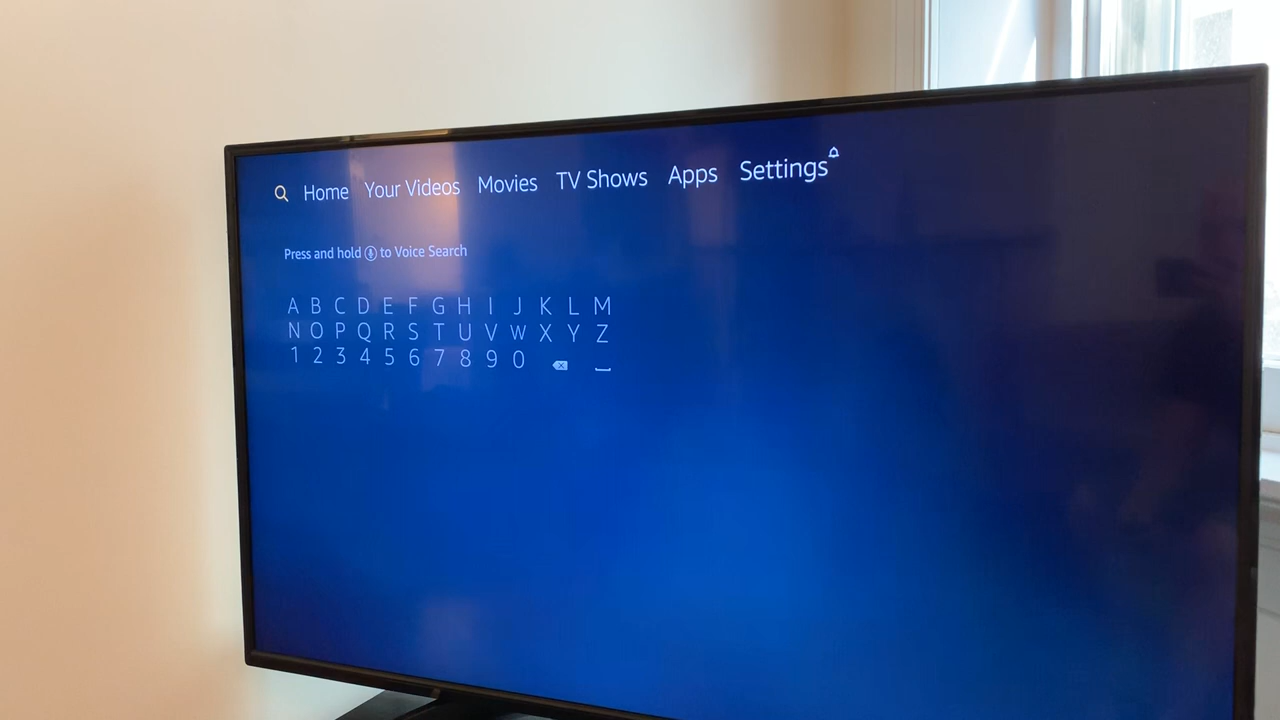 Home Your Videos Movies TV Shows Apps Settings
Press and hold to Voice Search
A B C D E F G H I J K L M
N O P Q R S T U V W X Y Z
1 2 3 4 5 6 7 8 9 0